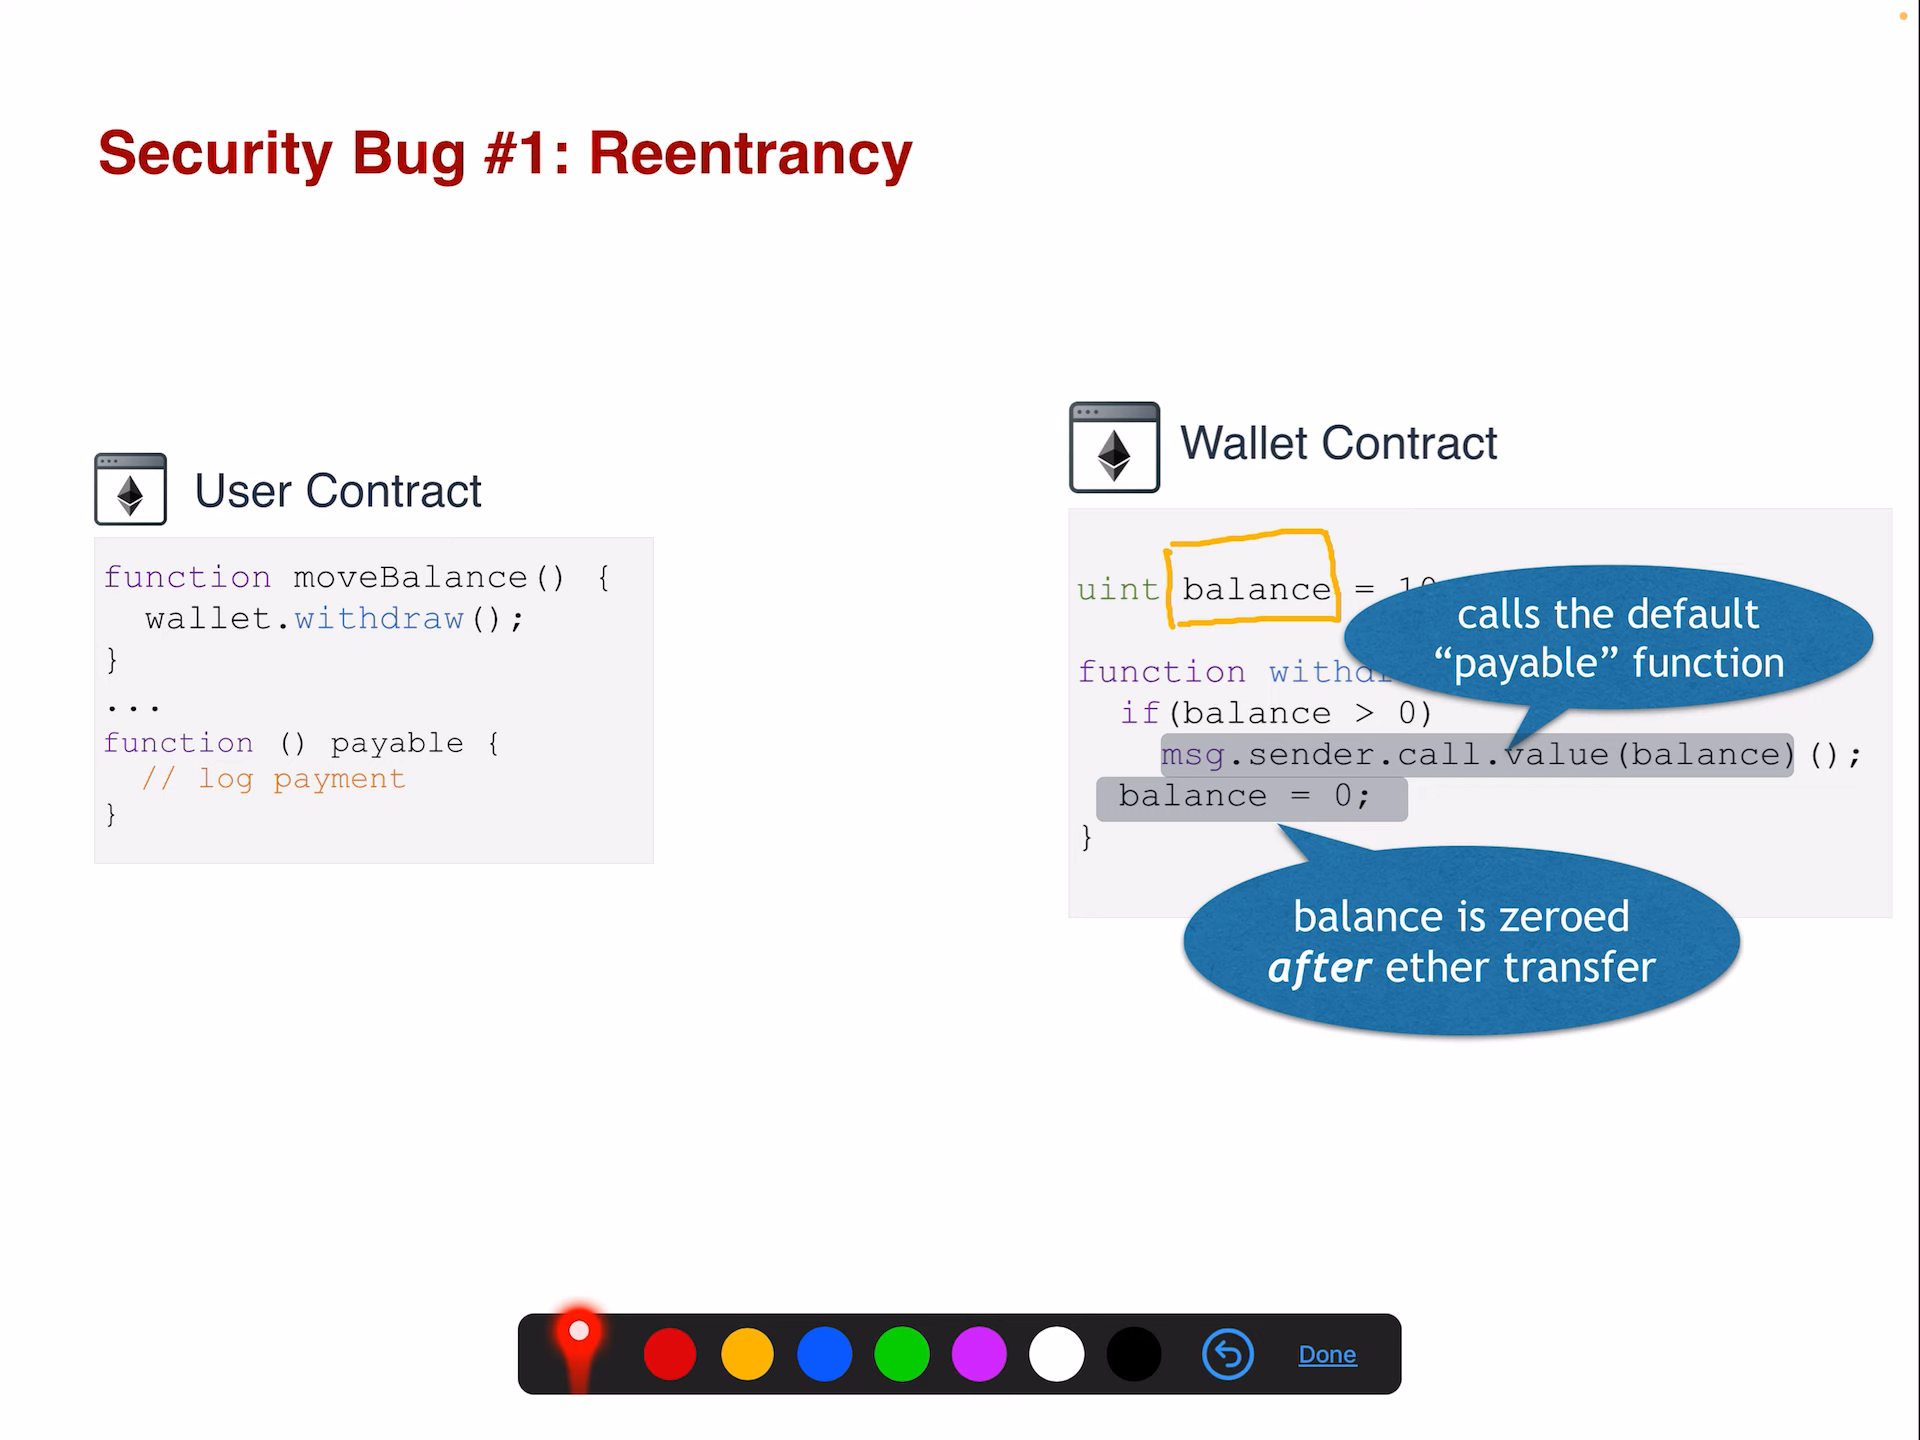 Security Bug #1: Reentrancy
User Contract
function moveBalance() {
wallet.withdraw();
}
...
function () payable {
// log payment
}
Wallet Contract
uint balance = 10
calls the default
“payable” function
function
if(balance > 0)
msg.sender.call.value(balance)();
balance = 0;
}
balance is zeroed
after ether transfer
Done